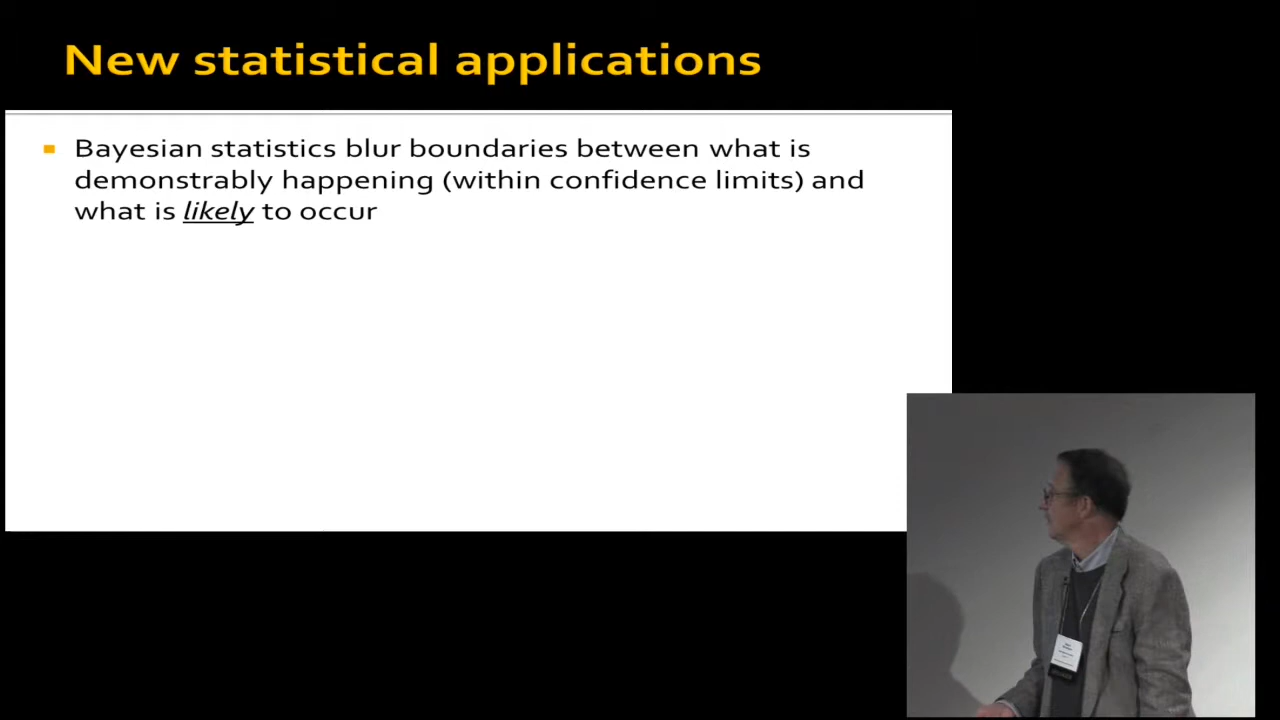 New statistical applications
Bayesian statistics blur boundaries between what is
demonstrably happening (within confidence limits) and
what is likely to occur